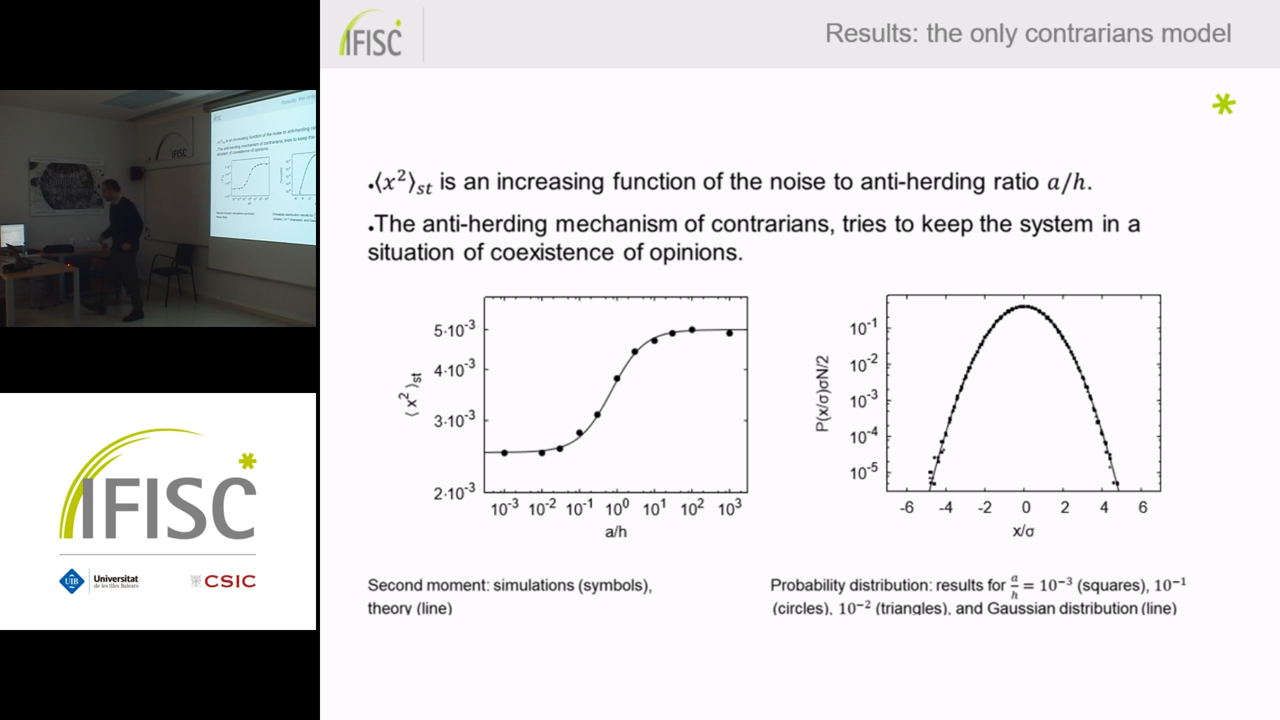 IFISC
Results: the only contrarians model
*
.⟨x²⟩st is an increasing function of the noise to anti-herding ratio a/h.
.The anti-herding mechanism of contrarians, tries to keep the system in a
situation of coexistence of opinions.
⟨x²⟩st
5·10⁻³
4·10⁻³
3·10⁻³
2·10⁻³
10⁻³ 10⁻² 10⁻¹ 10⁰ 10¹ 10² 10³
a/h
P(x/σ)σN/2
10⁻¹
10⁻²
10⁻³
10⁻⁴
10⁻⁵
-6 -4 -2 0 2 4 6
x/σ
Second moment: simulations (symbols),
theory (line)
Probability distribution: results for a/h = 10⁻³ (squares), 10⁻¹
(circles), 10⁻² (triangles), and Gaussian distribution (line)
IFISC
IFISC*
UIB
Universitat
de les Illes Balears
CSIC